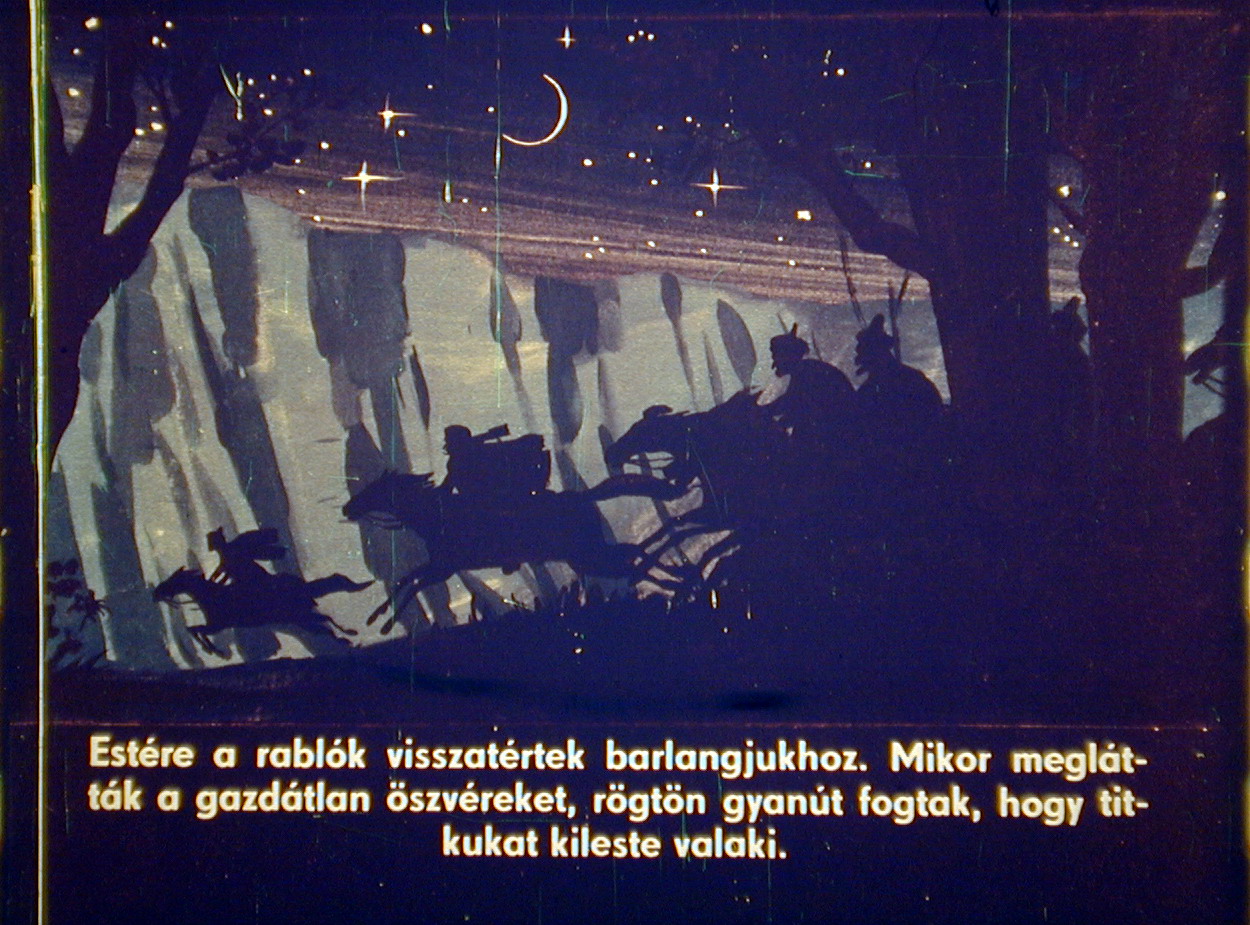 Estére a rablók visszatértek barlangjukhoz. Mikor meglát-
ták a gazdátlan öszvéreket, rögtön gyanút fogtak, hogy tit-
kukat kileste valaki.